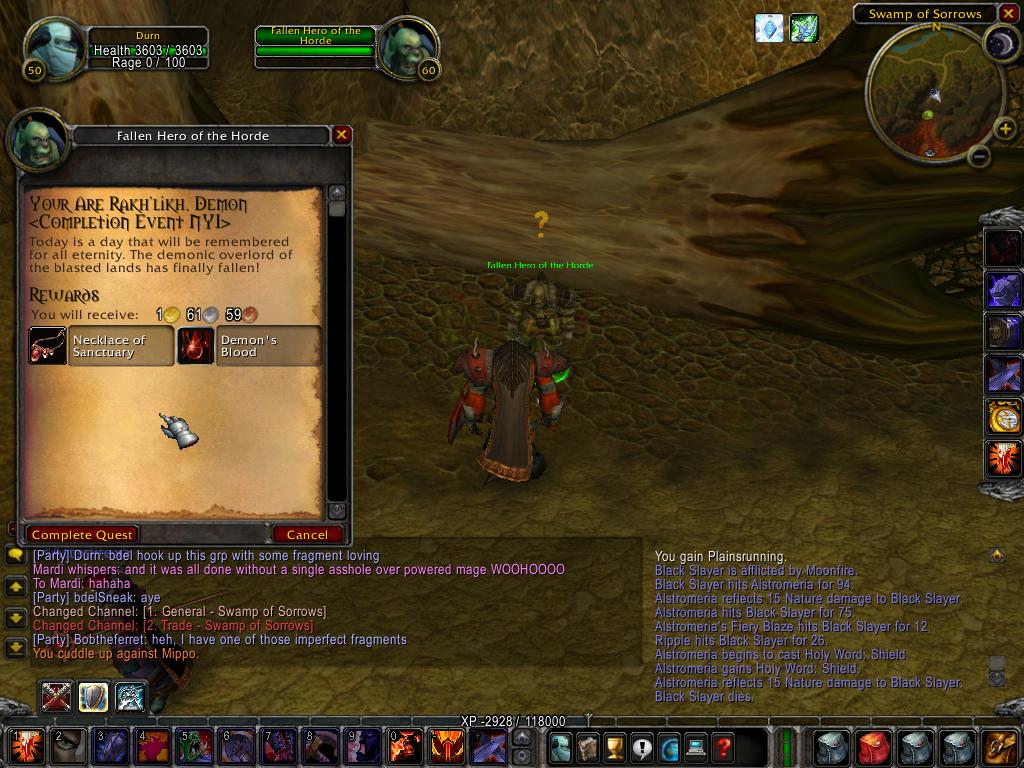 Durn
Health 3603 / 3603
Rage 0 / 100
50
Fallen Hero of the
Horde
60
Swamp of Sorrows
N
Fallen Hero of the Horde
Your Are Rakh'likh, Demon
<Completion Event NYI>
Today is a day that will be remembered
for all eternity. The demonic overlord of
the blasted lands has finally fallen!
Rewards
You will receive: 1 61 59
Necklace of
Sanctuary
Demon's
Blood
Complete Quest
Cancel
?
Fallen Hero of the Horde
[Party] Durn: bdel hook up this grp with some fragment loving
Mardi whispers: and it was all done without a single asshole over powered mage WOOHOOOO
To Mardi: hahaha
[Party] bdelSneak: aye
Changed Channel: [1. General - Swamp of Sorrows]
Changed Channel: [2. Trade - Swamp of Sorrows]
[Party] Bobtheferret: heh, I have one of those imperfect fragments
You cuddle up against Mippo.
You gain Plainsrunning.
Black Slayer is afflicted by Moonfire.
Black Slayer hits Alstromeria for 94.
Alstromeria reflects 15 Nature damage to Black Slayer.
Alstromeria hits Black Slayer for 75.
Alstromeria's Fiery Blaze hits Black Slayer for 12.
Ripple hits Black Slayer for 26.
Alstromeria begins to cast Holy Word: Shield.
Alstromeria gains Holy Word: Shield.
Alstromeria reflects 15 Nature damage to Black Slayer.
Black Slayer dies.
XP -2928 / 118000
1 2 3 4 5 6 7 8 9 0 - =